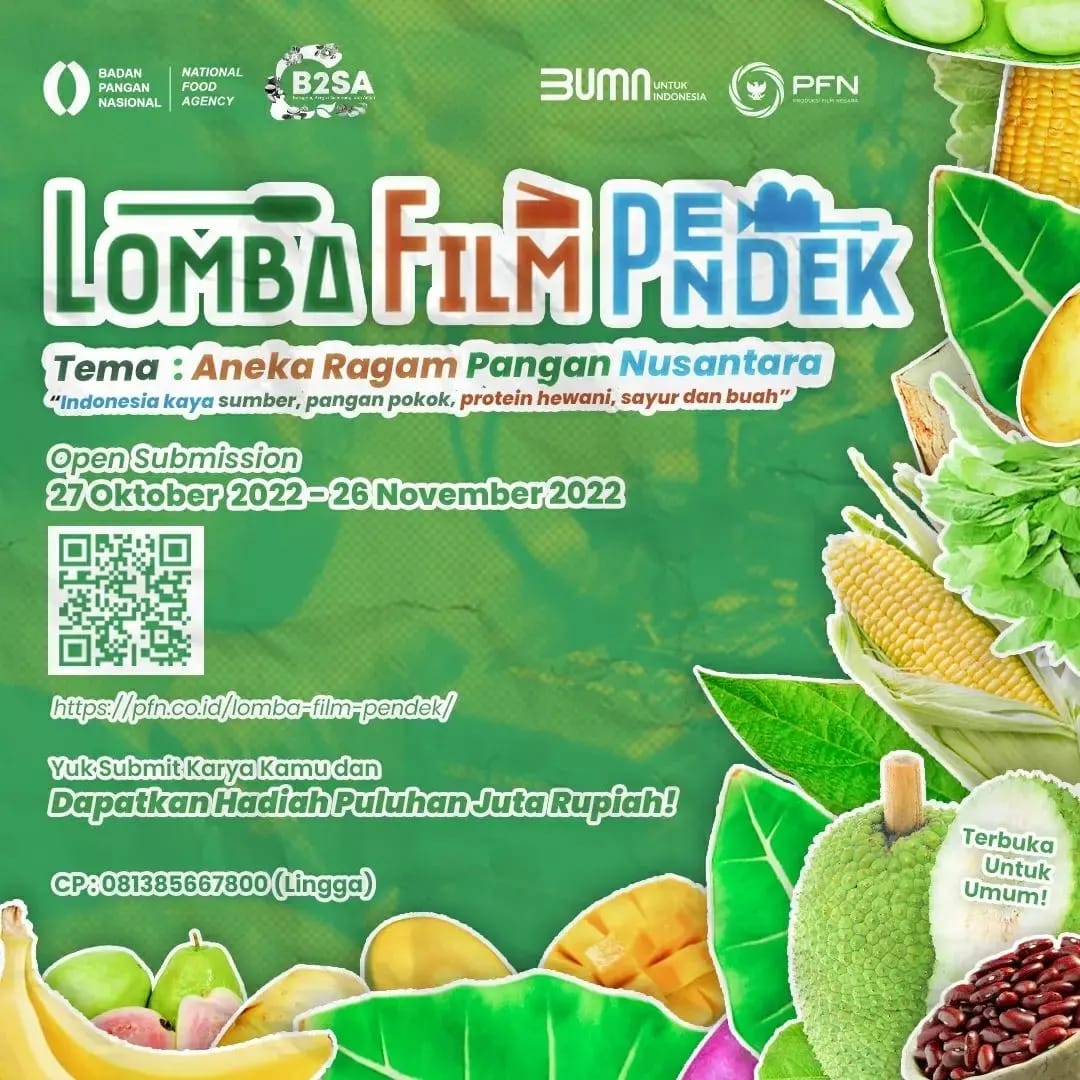 BADAN PANGAN NASIONAL
NATIONAL FOOD AGENCY
B2SA
BUMN UNTUK INDONESIA
PFN
PRODUKSI FILM NEGARA
LOMBA FILM PENDEK
Tema : Aneka Ragam Pangan Nusantara
"Indonesia kaya sumber, pangan pokok, protein hewani, sayur dan buah"
Open Submission
27 Oktober 2022 - 26 November 2022
https://pfn.co.id/lomba-film-pendek/
Yuk Submit Karya Kamu dan
Dapatkan Hadiah Puluhan Juta Rupiah!
CP : 081385667800 (Lingga)
Terbuka
Untuk
Umum!